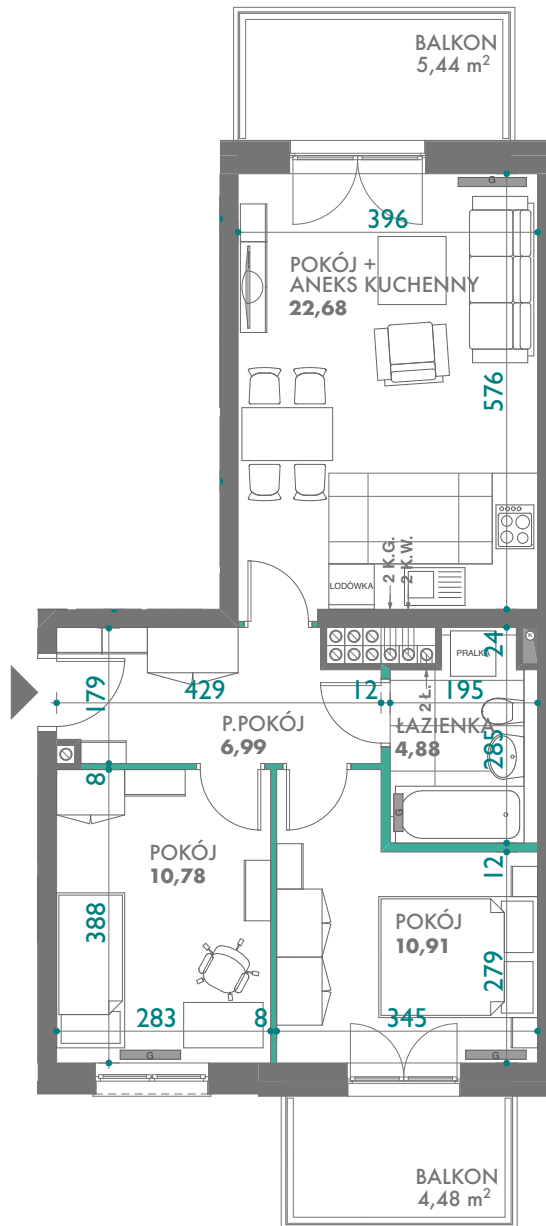 BALKON
5,44 m²
G
396
POKÓJ +
ANEKS KUCHENNY
22,68
576
2 K.G.
2 K.W.
LODÓWKA
24
PRALKA
179
429
12
195
2 Ł.
P.POKÓJ
6,99
ŁAZIENKA
4,88
285
8
G
POKÓJ
10,78
12
388
POKÓJ
10,91
279
283
8
345
G
G
BALKON
4,48 m²